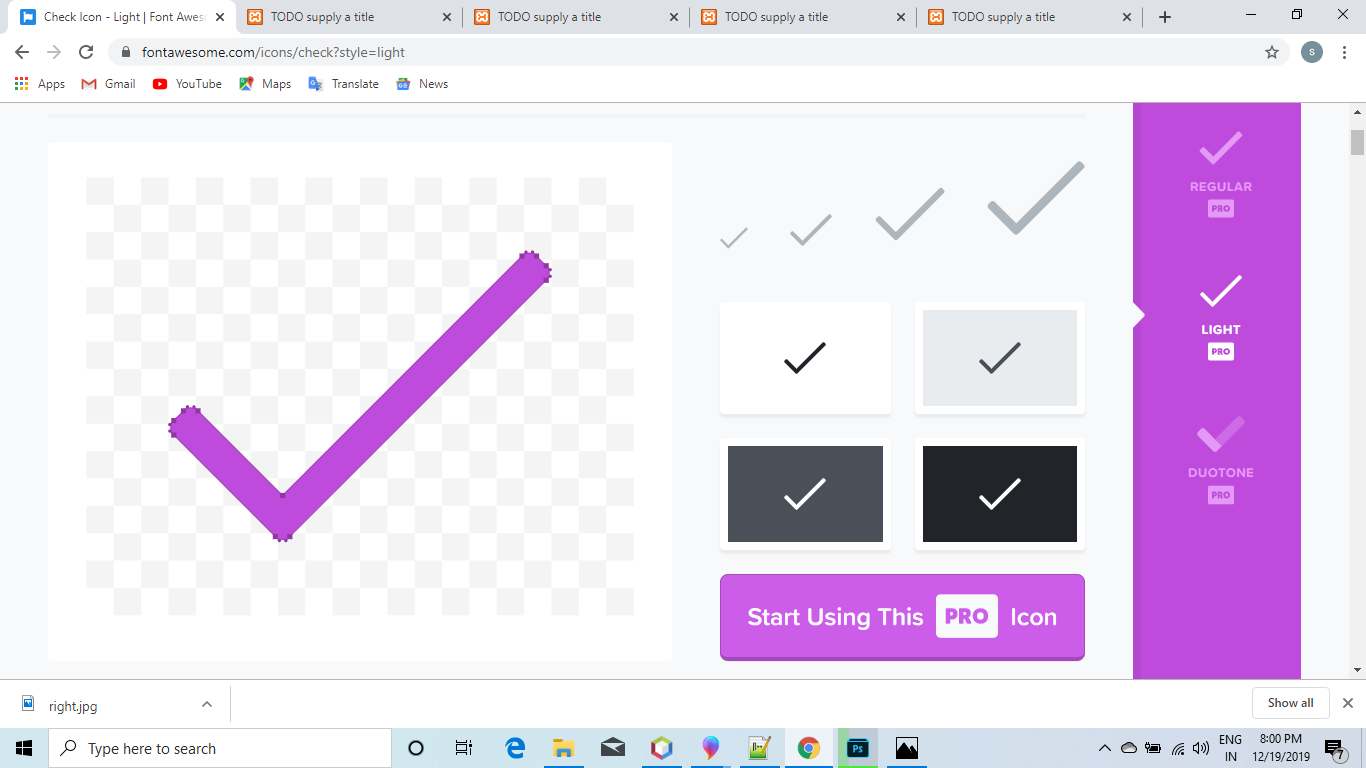 Check Icon - Light | Font Aweso
TODO supply a title
TODO supply a title
TODO supply a title
TODO supply a title
fontawesome.com/icons/check?style=light
S
Apps
Gmail
YouTube
Maps
Translate
News
REGULAR
PRO
LIGHT
PRO
DUOTONE
PRO
Start Using This PRO Icon
right.jpg
Show all
Type here to search
Ps
ENG
IN
8:00 PM
12/19/2019
7